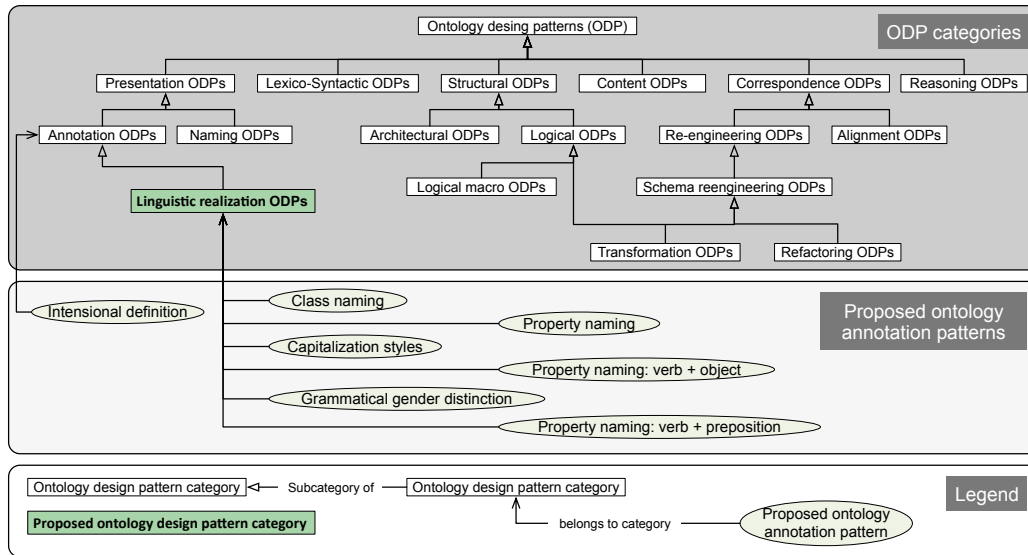 Ontology desing patterns (ODP)
ODP categories
Presentation ODPs
Lexico-Syntactic ODPs
Structural ODPs
Content ODPs
Correspondence ODPs
Reasoning ODPs
Annotation ODPs
Naming ODPs
Architectural ODPs
Logical ODPs
Re-engineering ODPs
Alignment ODPs
Logical macro ODPs
Schema reengineering ODPs
Linguistic realization ODPs
Transformation ODPs
Refactoring ODPs
Proposed ontology
annotation patterns
Intensional definition
Class naming
Property naming
Capitalization styles
Property naming: verb + object
Grammatical gender distinction
Property naming: verb + preposition
Legend
Ontology design pattern category
Subcategory of
Ontology design pattern category
Proposed ontology design pattern category
belongs to category
Proposed ontology
annotation pattern